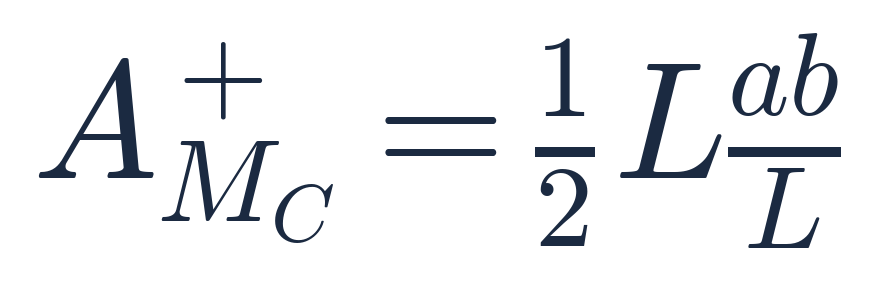 A^{+}_{M_C} = \frac{1}{2} L \frac{ab}{L}